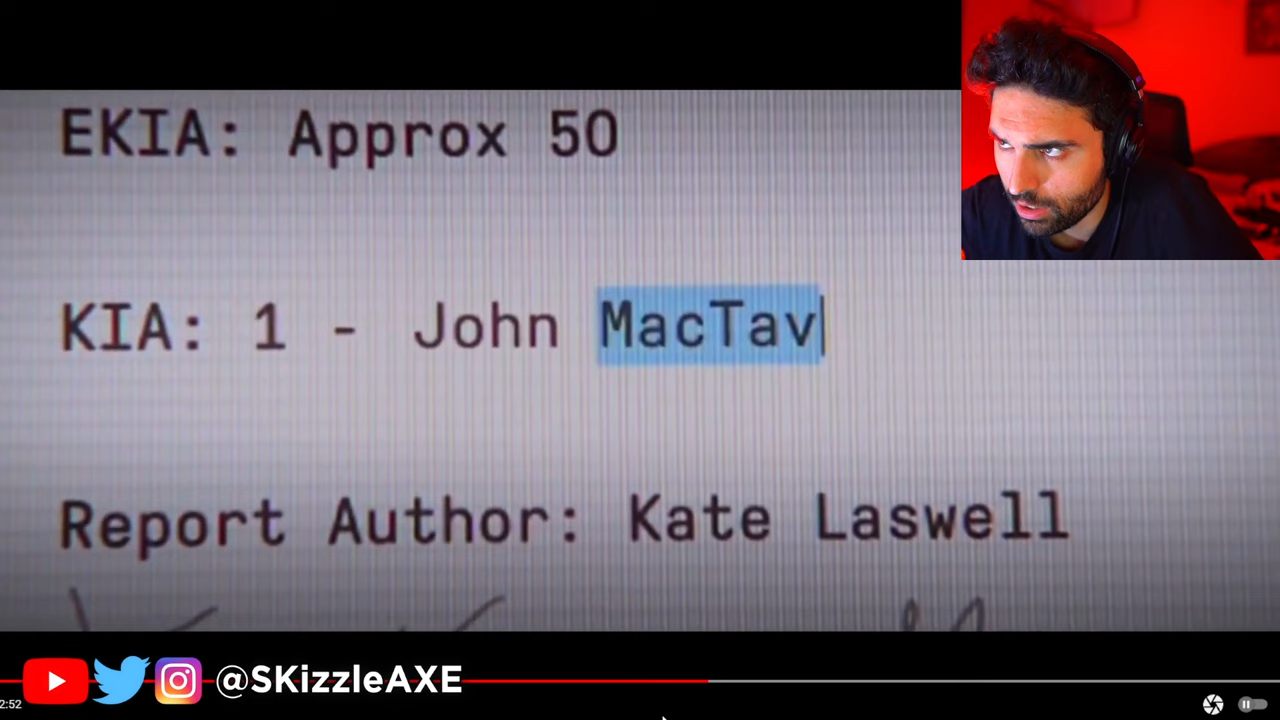 EKIA: Approx 50
KIA: 1 - John MacTav
Report Author: Kate Laswell
@SKizzleAXE
2:52